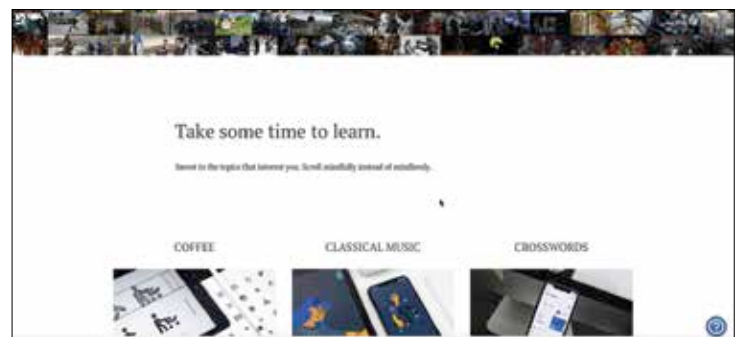 Take some time to learn.
to the topics that interest you. Scroll mindfully instead of mindlessly.
COFFEE
CLASSICAL MUSIC
CROSSWORDS
?